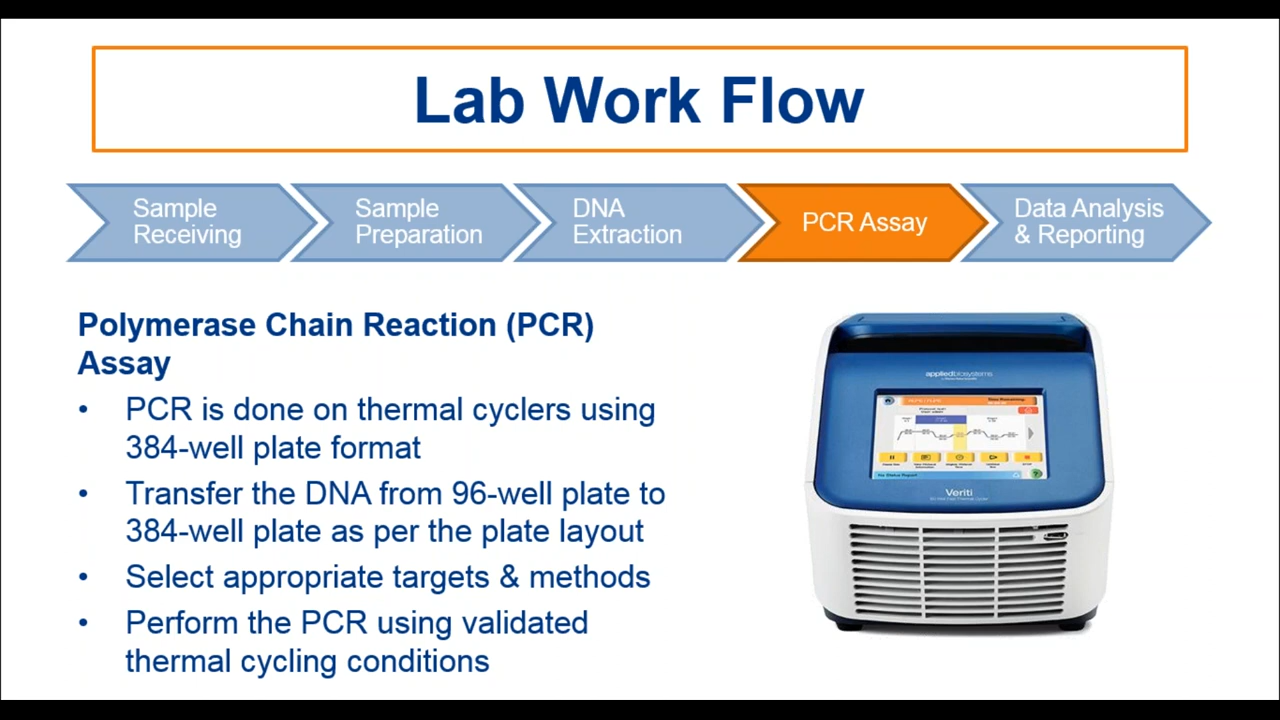 Lab Work Flow
Sample
Receiving
Sample
Preparation
DNA
Extraction
PCR Assay
Data Analysis
& Reporting
Polymerase Chain Reaction (PCR)
Assay
• PCR is done on thermal cyclers using
384-well plate format
• Transfer the DNA from 96-well plate to
384-well plate as per the plate layout
• Select appropriate targets & methods
• Perform the PCR using validated
thermal cycling conditions
appliedbiosystems
Veriti